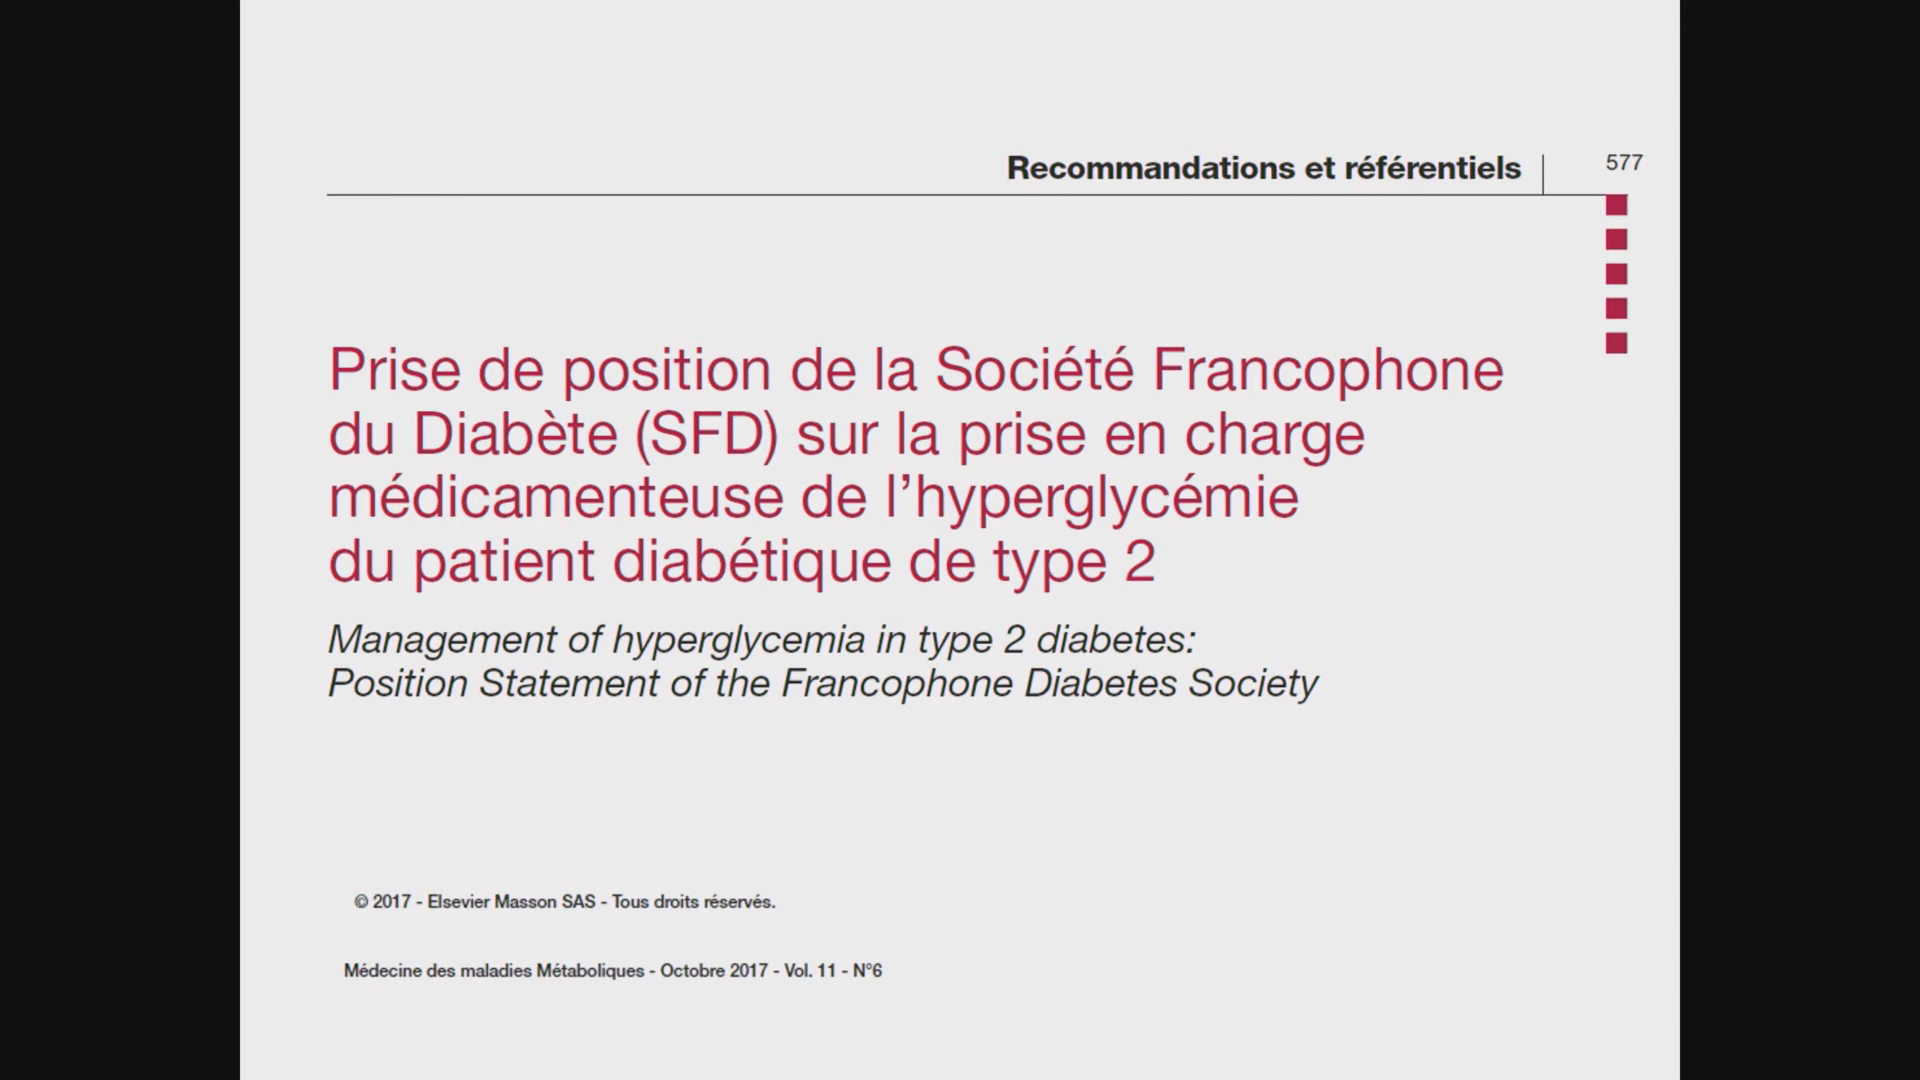 Recommandations et référentiels
577
Prise de position de la Société Francophone
du Diabète (SFD) sur la prise en charge
médicamenteuse de l’hyperglycémie
du patient diabétique de type 2
Management of hyperglycemia in type 2 diabetes:
Position Statement of the Francophone Diabetes Society
© 2017 - Elsevier Masson SAS - Tous droits réservés.
Médecine des maladies Métaboliques - Octobre 2017 - Vol. 11 - N°6